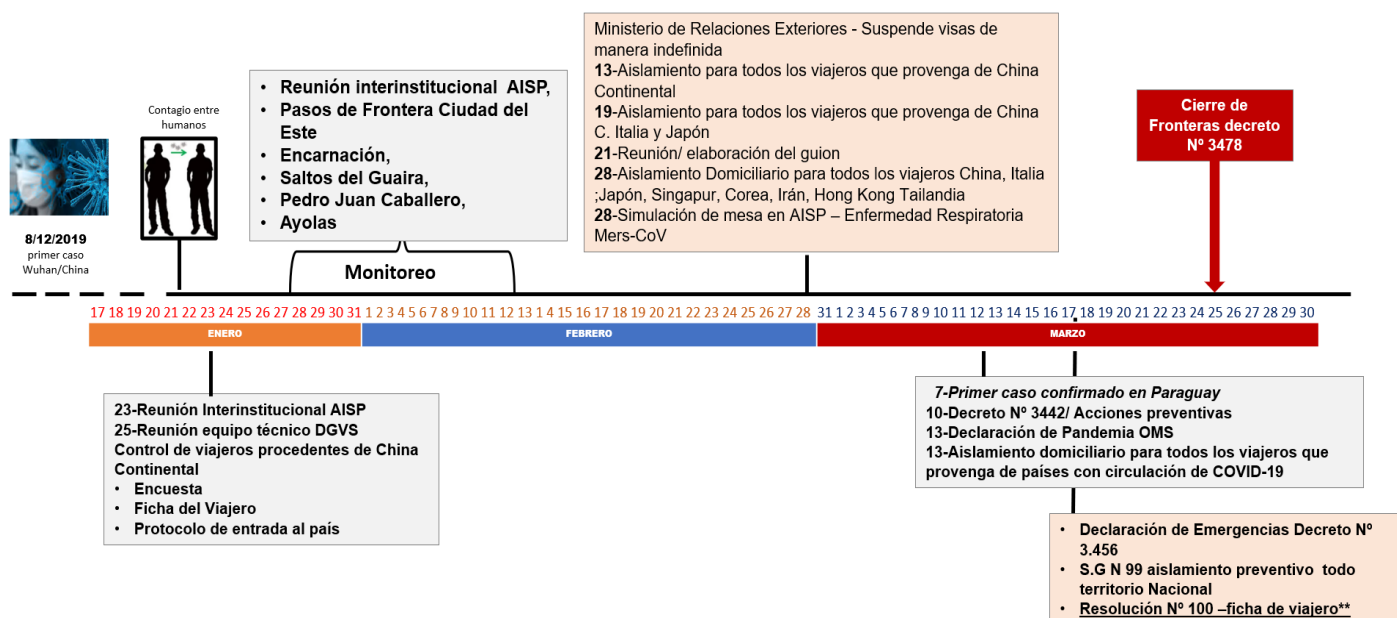 Ministerio de Relaciones Exteriores - Suspende visas de
manera indefinida
13-Aislamiento para todos los viajeros que provenga de China
Continental
19-Aislamiento para todos los viajeros que provenga de China
C. Italia y Japón
21-Reunión/ elaboración del guion
28-Aislamiento Domiciliario para todos los viajeros China, Italia
;Japón, Singapur, Corea, Irán, Hong Kong Tailandia
28-Simulación de mesa en AISP – Enfermedad Respiratoria
Mers-CoV
• Reunión interinstitucional AISP,
• Pasos de Frontera Ciudad del
Este
• Encarnación,
• Saltos del Guaira,
• Pedro Juan Caballero,
• Ayolas
Contagio entre
humanos
Cierre de
Fronteras decreto
Nº 3478
8/12/2019
primer caso
Wuhan/China
Monitoreo
17 18 19 20 21 22 23 24 25 26 27 28 29 30 31 1 2 3 4 5 6 7 8 9 10 11 12 13 1 4 15 16 17 18 19 20 21 22 23 24 25 26 27 28 31 1 2 3 4 5 6 7 8 9 10 11 12 13 14 15 16 17 18 19 20 21 22 23 24 25 26 27 28 29 30
ENERO FEBRERO MARZO
23-Reunión Interinstitucional AISP
25-Reunión equipo técnico DGVS
Control de viajeros procedentes de China
Continental
• Encuesta
• Ficha del Viajero
• Protocolo de entrada al país
7-Primer caso confirmado en Paraguay
10-Decreto Nº 3442/ Acciones preventivas
13-Declaración de Pandemia OMS
13-Aislamiento domiciliario para todos los viajeros que
provenga de países con circulación de COVID-19
• Declaración de Emergencias Decreto Nº
3.456
• S.G N 99 aislamiento preventivo todo
territorio Nacional
• Resolución Nº 100 –ficha de viajero**